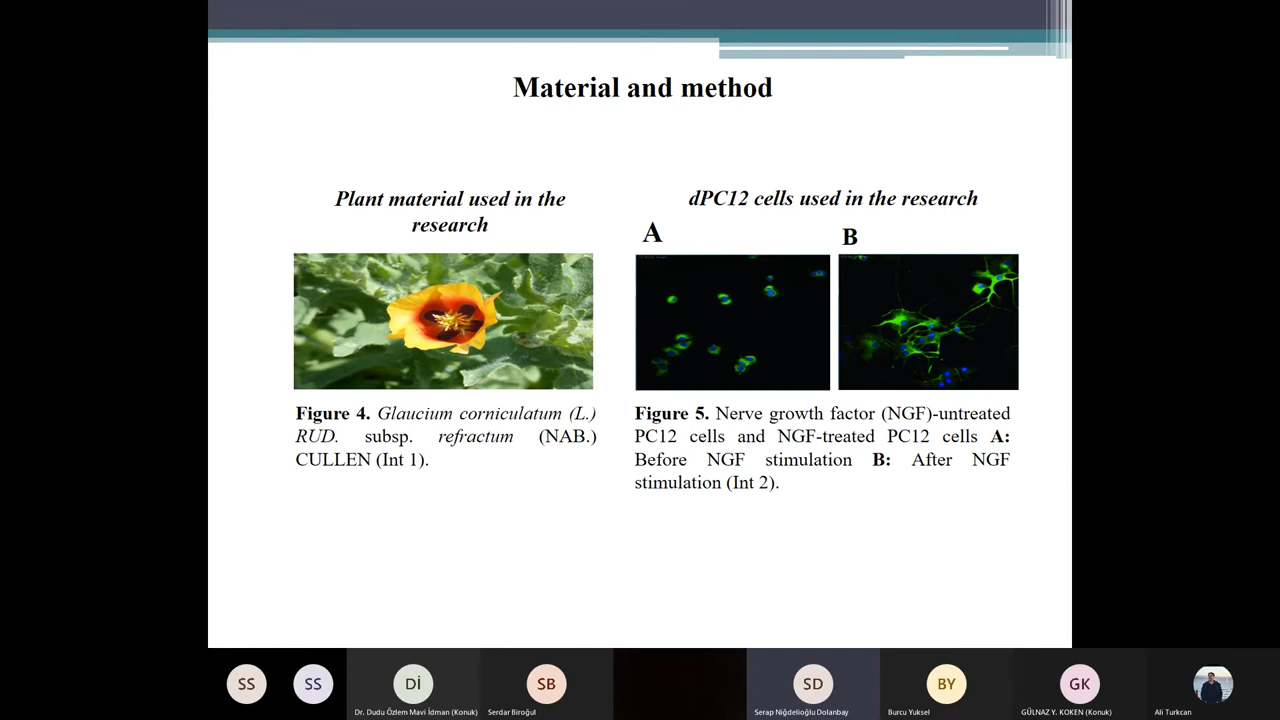 Material and method
Plant material used in the
research
Figure 4. Glaucium corniculatum (L.)
RUD. subsp. refractum (NAB.)
CULLEN (Int 1).
dPC12 cells used in the research
A
B
Figure 5. Nerve growth factor (NGF)-untreated
PC12 cells and NGF-treated PC12 cells A:
Before NGF stimulation B: After NGF
stimulation (Int 2).
SS
SS
Dİ
SB
SD
BY
GK
Dr. Dudu Özlem Mavi İdman (Konuk)
Serdar Biroğul
Serap Niğdelioğlu Dolanbay
Burcu Yuksel
GÜLNAZ Y. KOKEN (Konuk)
Ali Turkcan